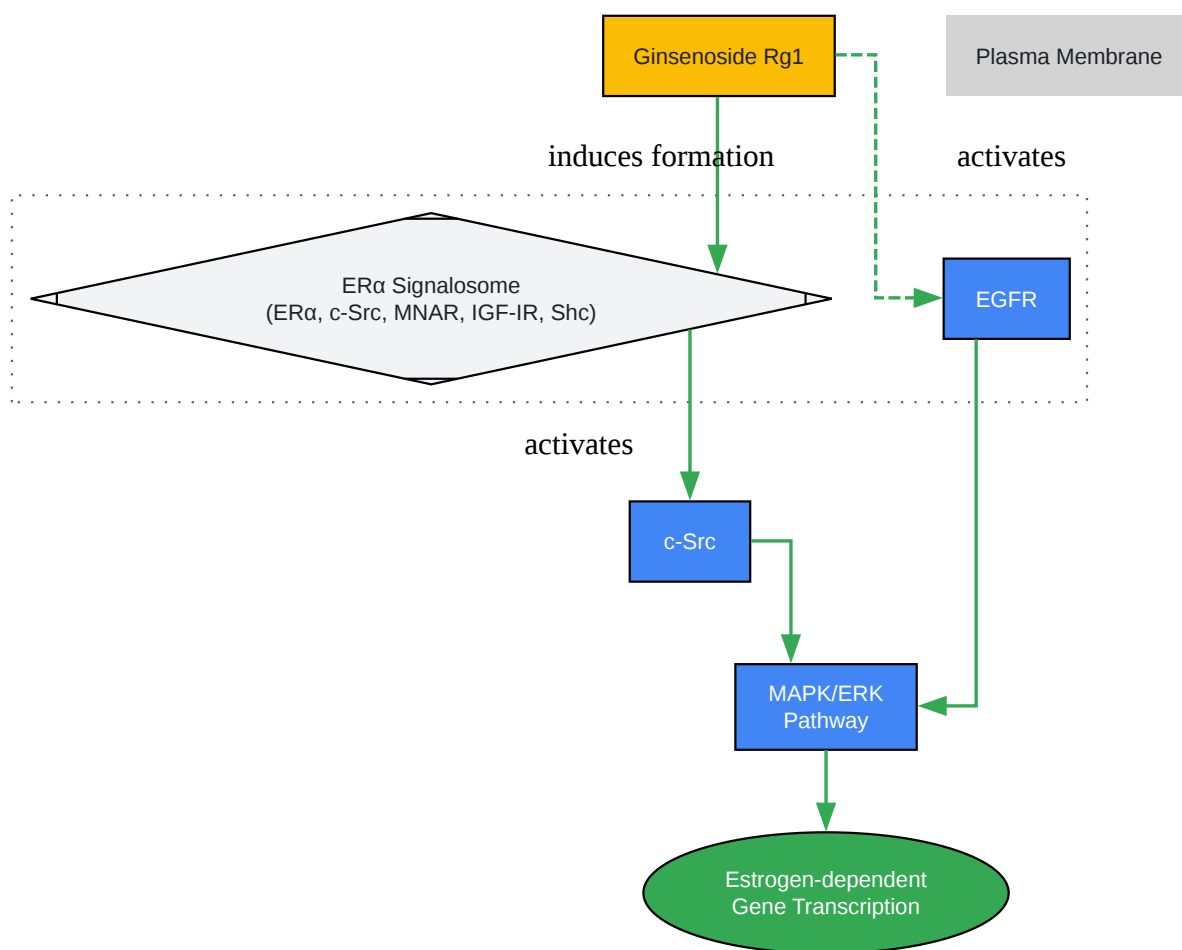 Ginsenoside Rg1
Plasma Membrane
induces formation
activates
ERα Signalosome
(ERα, c-Src, MNAR, IGF-IR, Shc)
EGFR
activates
c-Src
MAPK/ERK
Pathway
Estrogen-dependent
Gene Transcription